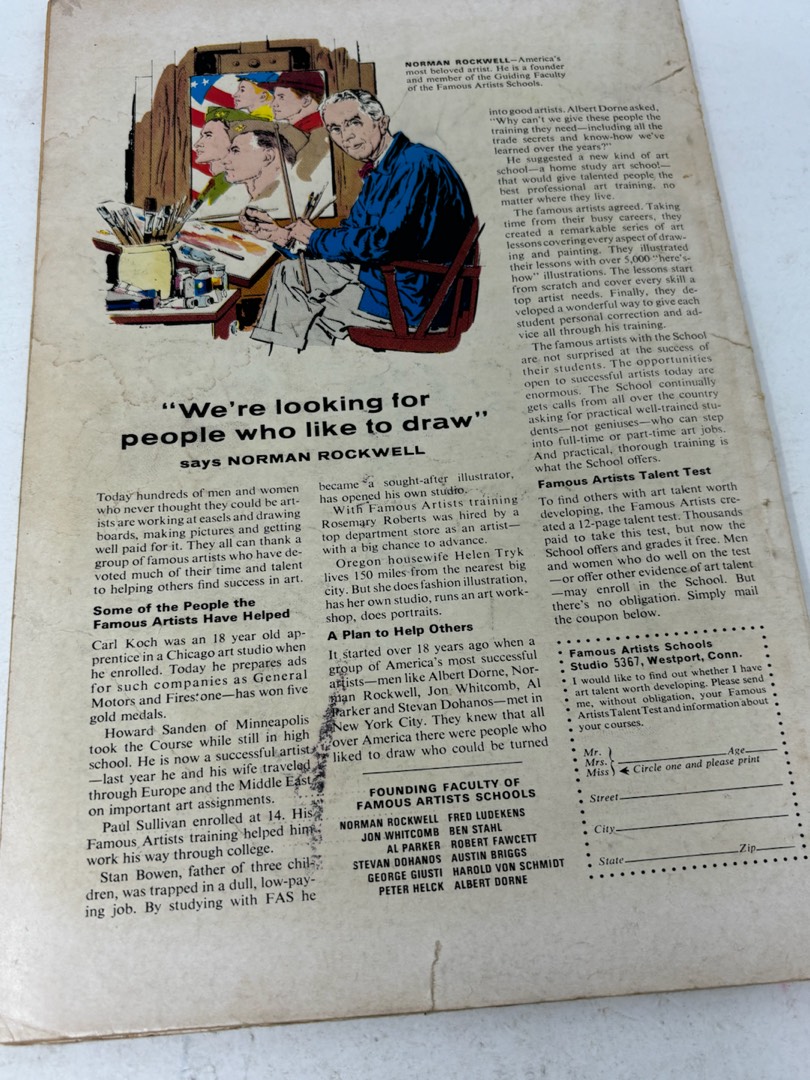 NORMAN ROCKWELL—America's
most beloved artist. He is a founder
and member of the Guiding Faculty
of the Famous Artists Schools.
"We're looking for
people who like to draw"
says NORMAN ROCKWELL
Today hundreds of men and women
who never thought they could be art-
ists are working at easels and drawing
boards, making pictures and getting
well paid for it. They all can thank a
group of famous artists who have de-
voted much of their time and talent
to helping others find success in art.
Some of the People the
Famous Artists Have Helped
Carl Koch was an 18 year old ap-
prentice in a Chicago art studio when
he enrolled. Today he prepares ads
for such companies as General
Motors and Firestone—has won five
gold medals.
Howard Sanden of Minneapolis
took the Course while still in high
school. He is now a successful artist
—last year he and his wife traveled
through Europe and the Middle East
on important art assignments.
Paul Sullivan enrolled at 14. His
Famous Artists training helped him
work his way through college.
Stan Bowen, father of three chil-
dren, was trapped in a dull, low-pay-
ing job. By studying with FAS he
became a sought-after illustrator,
has opened his own studio.
With Famous Artists training
Rosemary Roberts was hired by a
top department store as an artist—
with a big chance to advance.
Oregon housewife Helen Tryk
lives 150 miles from the nearest big
city. But she does fashion illustration,
has her own studio, runs an art work-
shop, does portraits.
A Plan to Help Others
It started over 18 years ago when a
group of America's most successful
artists—men like Albert Dorne, Nor-
man Rockwell, Jon Whitcomb, Al
Parker and Stevan Dohanos—met in
New York City. They knew that all
over America there were people who
liked to draw who could be turned
into good artists. Albert Dorne asked,
"Why can't we give these people the
training they need—including all the
trade secrets and know-how we've
learned over the years?"
He suggested a new kind of art
school—a home study art school—
that would give talented people the
best professional art training, no
matter where they live.
The famous artists agreed. Taking
time from their busy careers, they
created a remarkable series of art
lessons covering every aspect of draw-
ing and painting. They illustrated
their lessons with over 5,000 "here's-
how" illustrations. The lessons start
from scratch and cover every skill a
top artist needs. Finally, they de-
veloped a wonderful way to give each
student personal correction and ad-
vice all through his training.
The famous artists with the School
are not surprised at the success of
their students. The opportunities
open to successful artists today are
enormous. The School continually
gets calls from all over the country
asking for practical well-trained stu-
dents—not geniuses—who can step
into full-time or part-time art jobs.
And practical, thorough training is
what the School offers.
Famous Artists Talent Test
To find others with art talent worth
developing, the Famous Artists cre-
ated a 12-page talent test. Thousands
paid to take this test, but now the
School offers and grades it free. Men
and women who do well on the test
—or offer other evidence of art talent
—may enroll in the School. But
there's no obligation. Simply mail
the coupon below.
FOUNDING FACULTY OF
FAMOUS ARTISTS SCHOOLS
NORMAN ROCKWELL FRED LUDEKENS
JON WHITCOMB BEN STAHL
AL PARKER ROBERT FAWCETT
STEVAN DOHANOS AUSTIN BRIGGS
GEORGE GIUSTI HAROLD VON SCHMIDT
PETER HELCK ALBERT DORNE
Famous Artists Schools
Studio 5367, Westport, Conn.
I would like to find out whether I have
art talent worth developing. Please send
me, without obligation, your Famous
Artists Talent Test and information about
your courses.
Mr.
Mrs. Age
Miss Circle one and please print
Street
City
State Zip